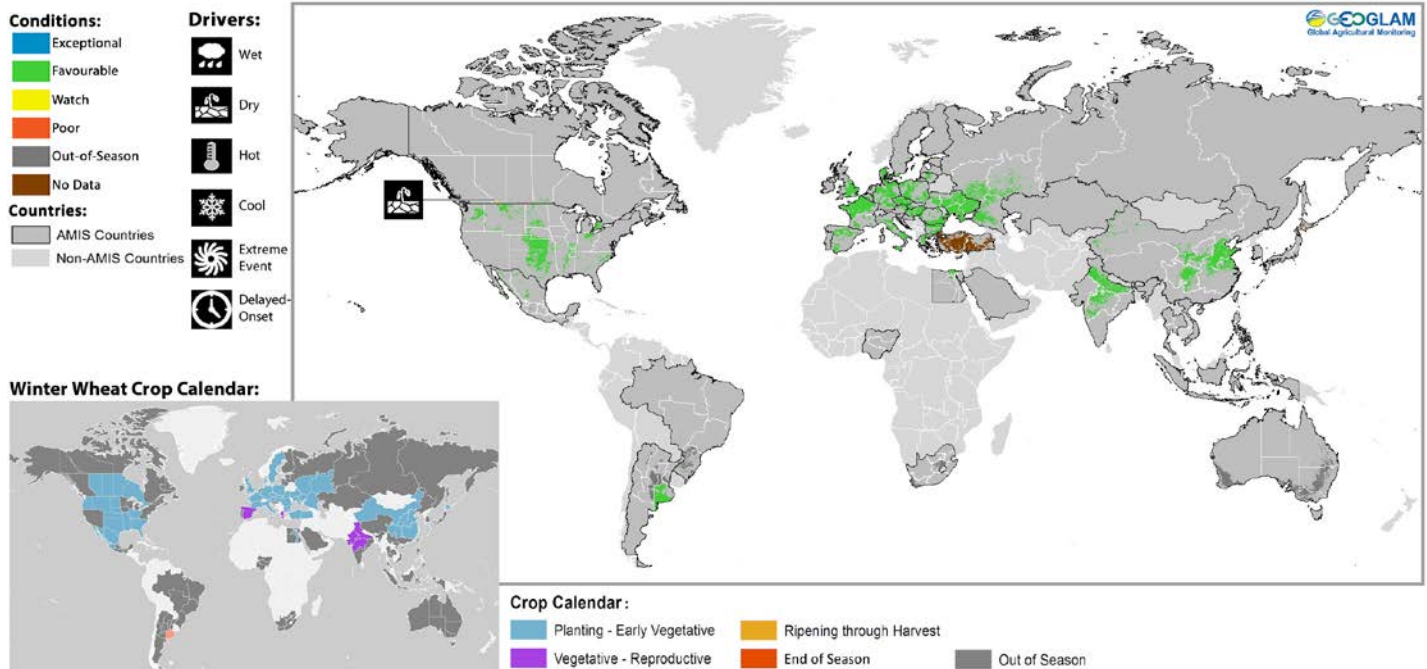 Conditions:
Exceptional
Favourable
Watch
Poor
Out-of-Season
No Data
Countries:
AMIS Countries
Non-AMIS Countries
Drivers:
Wet
Dry
Hot
Cool
Extreme
Event
Delayed-
Onset
GEOGLAM
Global Agricultural Monitoring
Winter Wheat Crop Calendar:
Crop Calendar :
Planting - Early Vegetative
Vegetative - Reproductive
Ripening through Harvest
End of Season
Out of Season